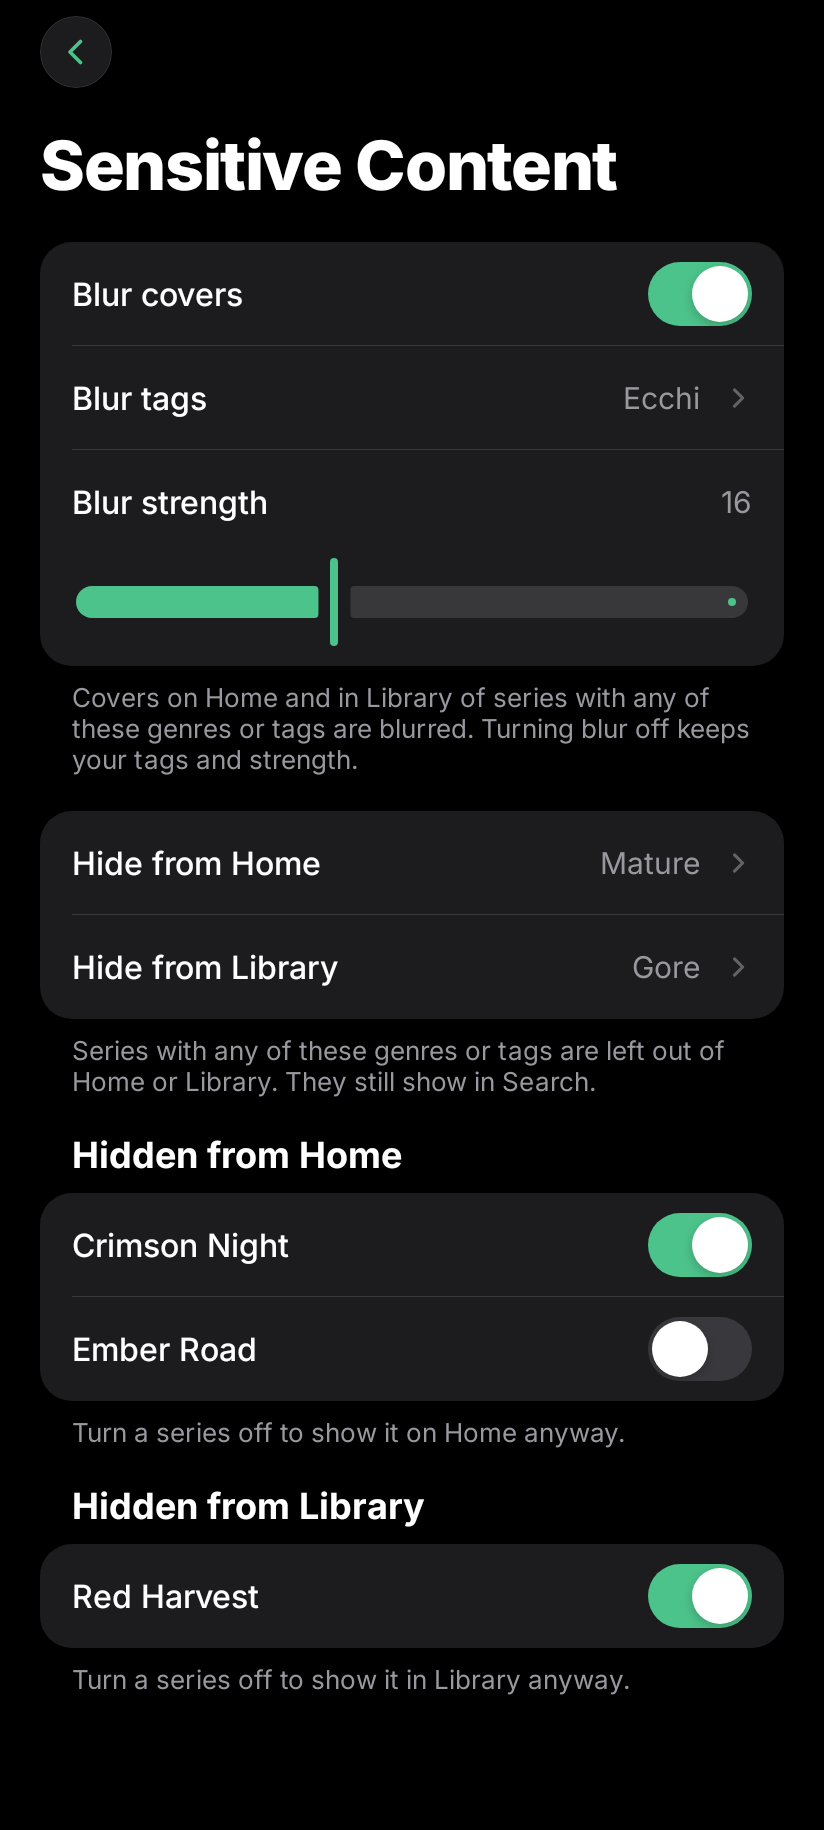 Sensitive Content
Blur covers
Blur tags Ecchi
Blur strength 16
Covers on Home and in Library of series with any of
these genres or tags are blurred. Turning blur off keeps
your tags and strength.
Hide from Home Mature
Hide from Library Gore
Series with any of these genres or tags are left out of
Home or Library. They still show in Search.
Hidden from Home
Crimson Night
Ember Road
Turn a series off to show it on Home anyway.
Hidden from Library
Red Harvest
Turn a series off to show it in Library anyway.